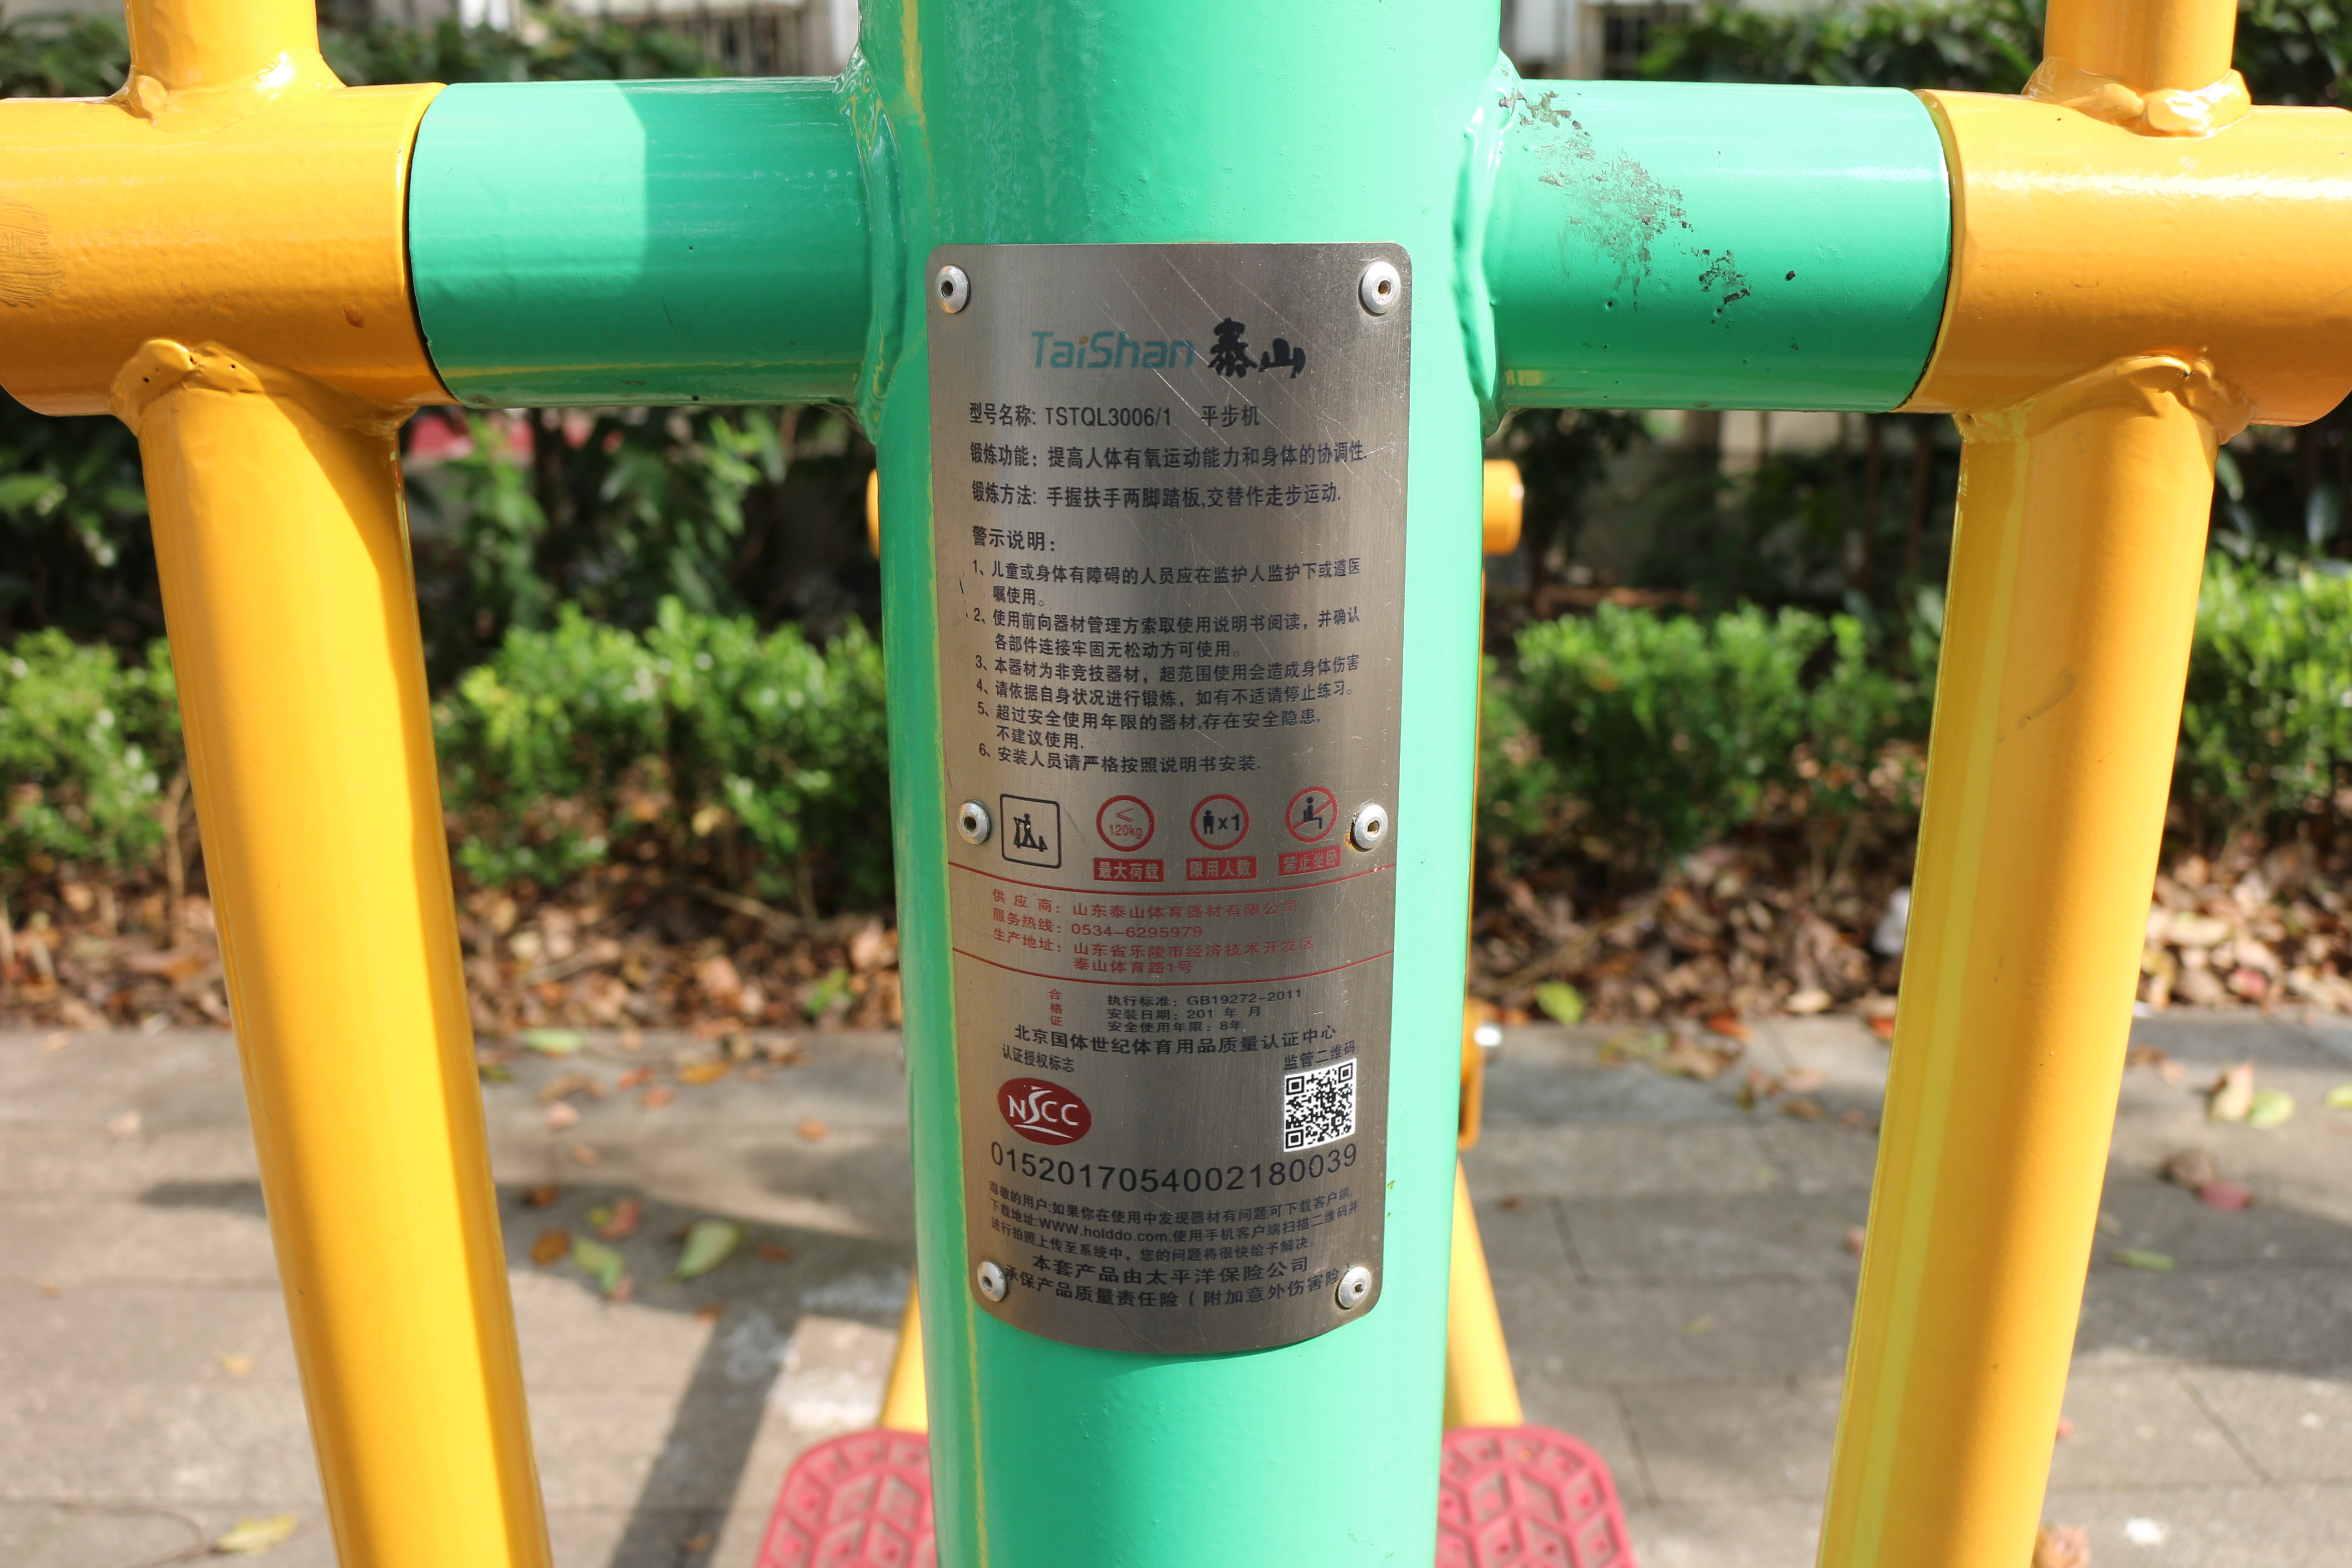 TaiShan 泰山
型号名称: TSTQL3006/1 平步机
锻炼功能: 提高人体有氧运动能力和身体的协调性.
锻炼方法: 手握扶手两脚踏板,交替作走步运动.
警示说明:
1、儿童或身体有障碍的人员应在监护人监护下或遵医
嘱使用。
2、使用前向器材管理方索取使用说明书阅读，并确认
各部件连接牢固无松动方可使用。
3、本器材为非竞技器材，超范围使用会造成身体伤害
4、请依据自身状况进行锻炼，如有不适请停止练习。
5、超过安全使用年限的器材,存在安全隐患,
不建议使用.
6、安装人员请严格按照说明书安装.
≤ 120kg
x1
最大荷载 限用人数 禁止坐卧
供应商: 山东泰山体育器材有限公司
服务热线: 0534-6295979
生产地址: 山东省乐陵市经济技术开发区
泰山体育路1号
合格证
执行标准: GB19272-2011
安装日期: 201 年 月
安全使用年限: 8年
北京国体世纪体育用品质量认证中心
认证授权标志 监管二维码
NSCC
0152017054002180039
尊敬的用户:如果你在使用中发现器材有问题可下载客户端,
下载地址:WWW.holddo.com.使用手机客户端扫描二维码并
进行拍照上传至系统中，您的问题将很快给予解决。
本套产品由太平洋保险公司
承保产品质量责任险(附加意外伤害险)